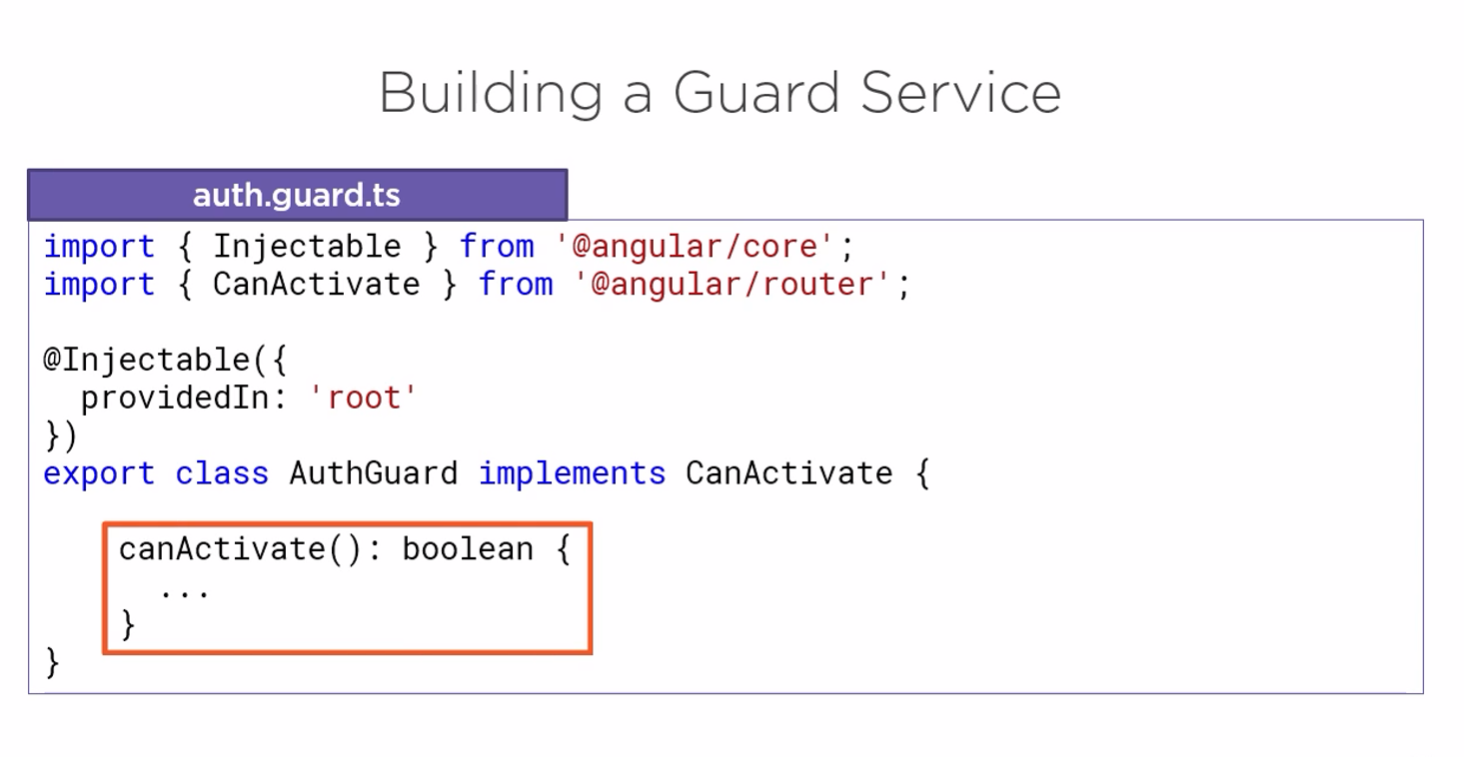 Building a Guard Service
auth.guard.ts
import { Injectable } from '@angular/core';
import { CanActivate } from '@angular/router';
@Injectable({
  providedIn: 'root'
})
export class AuthGuard implements CanActivate {
    canActivate(): boolean {
      ...
    }
}